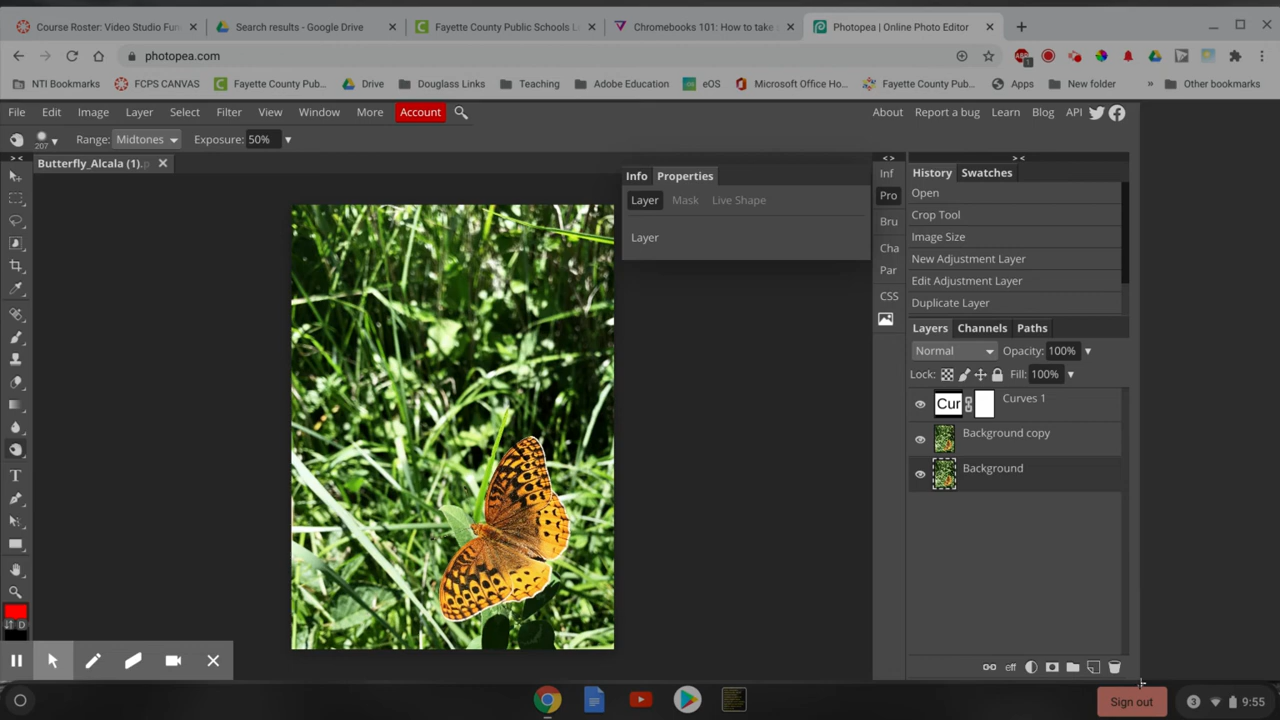 Course Roster: Video Studio Fun
Search results - Google Drive
Fayette County Public Schools L
Chromebooks 101: How to take
Photopea | Online Photo Editor
photopea.com
NTI Bookmarks
FCPS CANVAS
Fayette County Pub...
Drive
Douglass Links
Teaching
Adobe Education
eOS
Microsoft Office Ho...
Fayette County Pub...
Apps
New folder
Other bookmarks
File Edit Image Layer Select Filter View Window More Account
About Report a bug Learn Blog API
207 Range: Midtones Exposure: 50%
Butterfly_Alcala (1).p
Info Properties
Layer Mask Live Shape
Layer
Inf
Pro
Bru
Cha
Par
CSS
History Swatches
Open
Crop Tool
Image Size
New Adjustment Layer
Edit Adjustment Layer
Duplicate Layer
Layers Channels Paths
Normal Opacity: 100%
Lock: Fill: 100%
Cur Curves 1
Background copy
Background
eff
D
Sign out
3 9:55